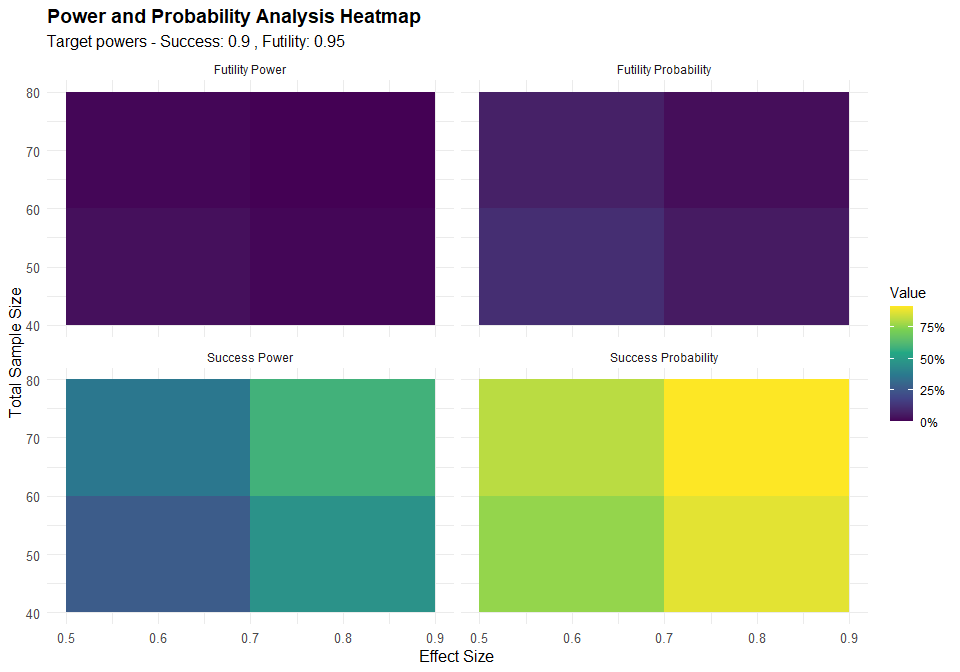 Power and Probability Analysis Heatmap
Target powers - Success: 0.9 , Futility: 0.95
Futility Power
Futility Probability
80
70
60
50
40
Success Power
Success Probability
80
70
60
50
40
0.5
0.6
0.7
0.8
0.9
0.5
0.6
0.7
0.8
0.9
Total Sample Size
Effect Size
Value
75%
50%
25%
0%